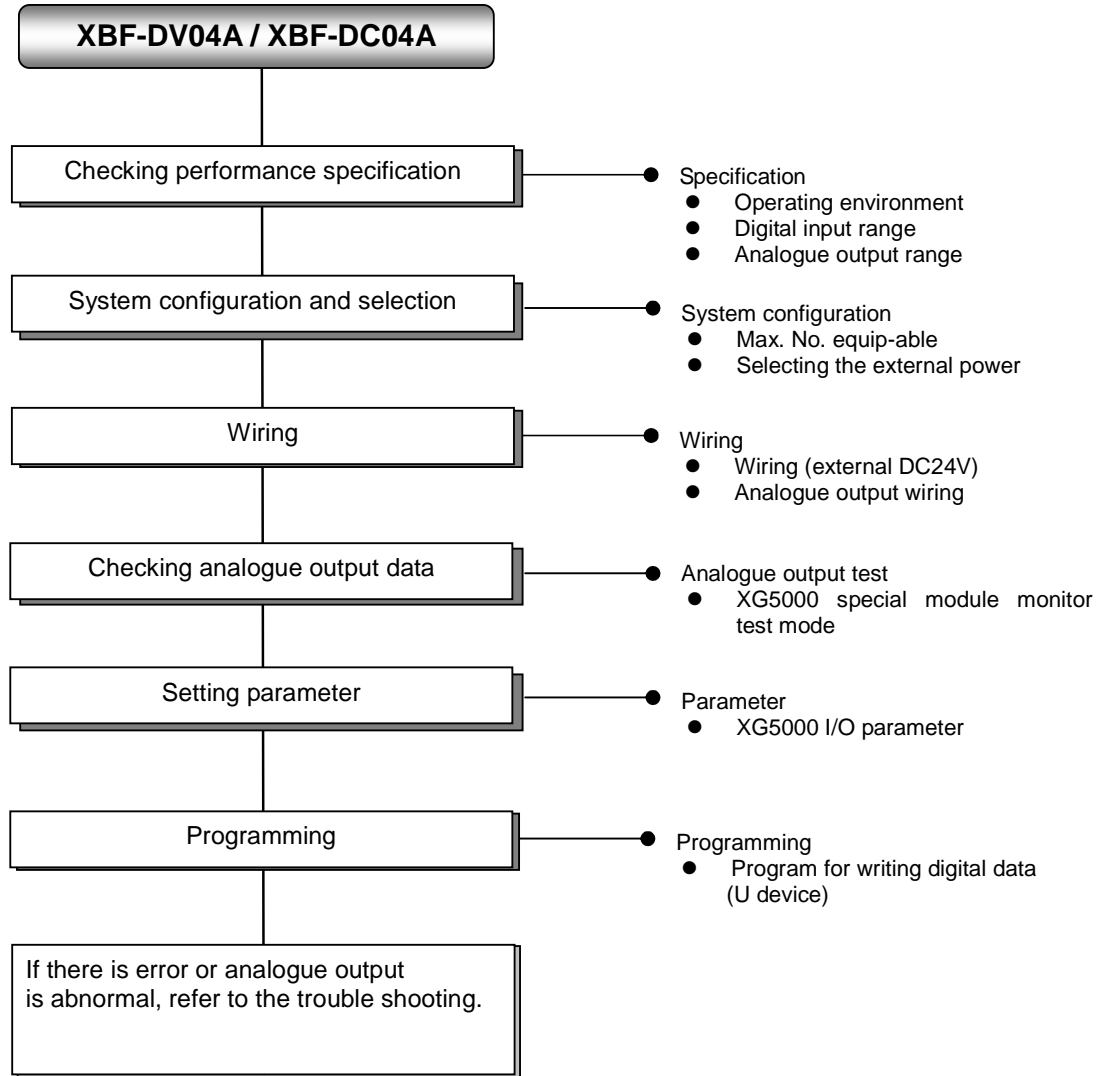 XBF-DV04A / XBF-DC04A
Checking performance specification
Specification
● Operating environment
● Digital input range
● Analogue output range
System configuration and selection
System configuration
● Max. No. equip-able
● Selecting the external power
Wiring
Wiring
● Wiring (external DC24V)
● Analogue output wiring
Checking analogue output data
Analogue output test
● XG5000 special module monitor
test mode
Setting parameter
Parameter
● XG5000 I/O parameter
Programming
Programming
● Program for writing digital data
(U device)
If there is error or analogue output
is abnormal, refer to the trouble shooting.